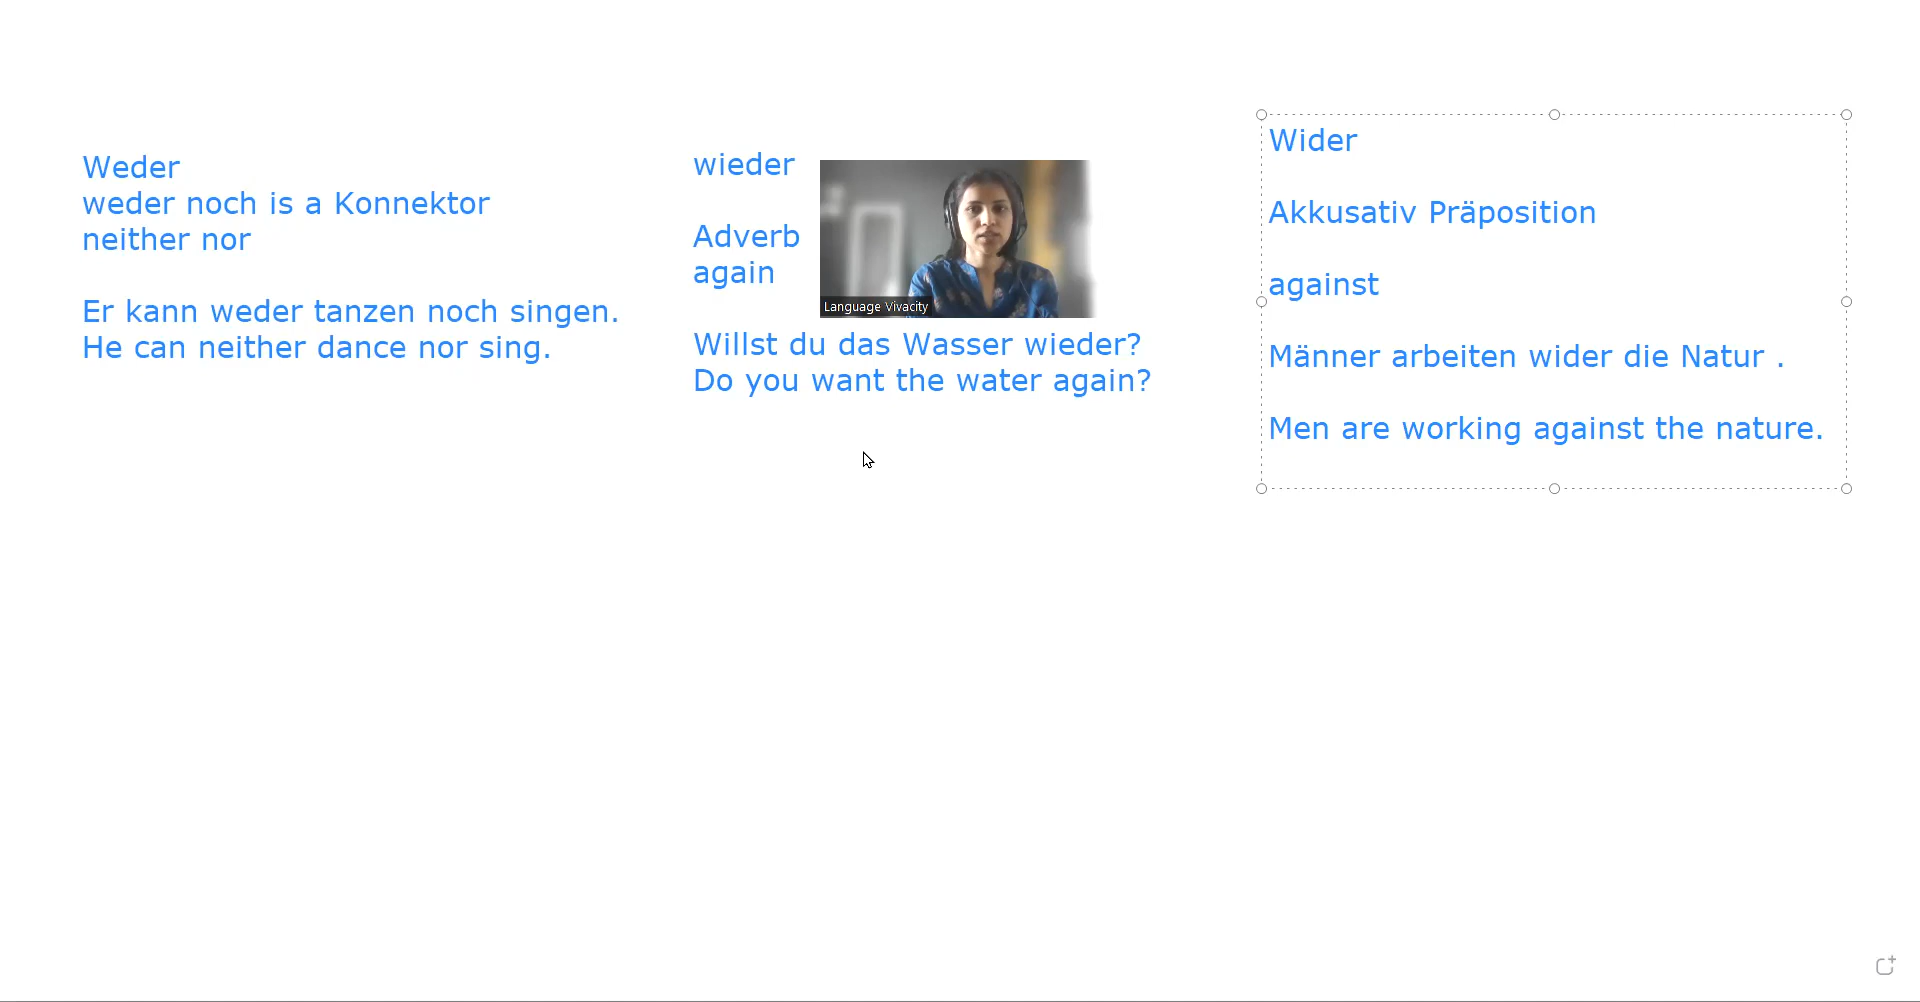 Weder
weder noch is a Konnektor
neither nor
Er kann weder tanzen noch singen.
He can neither dance nor sing.
wieder
Adverb
again
Language Vivacity
Willst du das Wasser wieder?
Do you want the water again?
Wider
Akkusativ Präposition
against
Männer arbeiten wider die Natur .
Men are working against the nature.